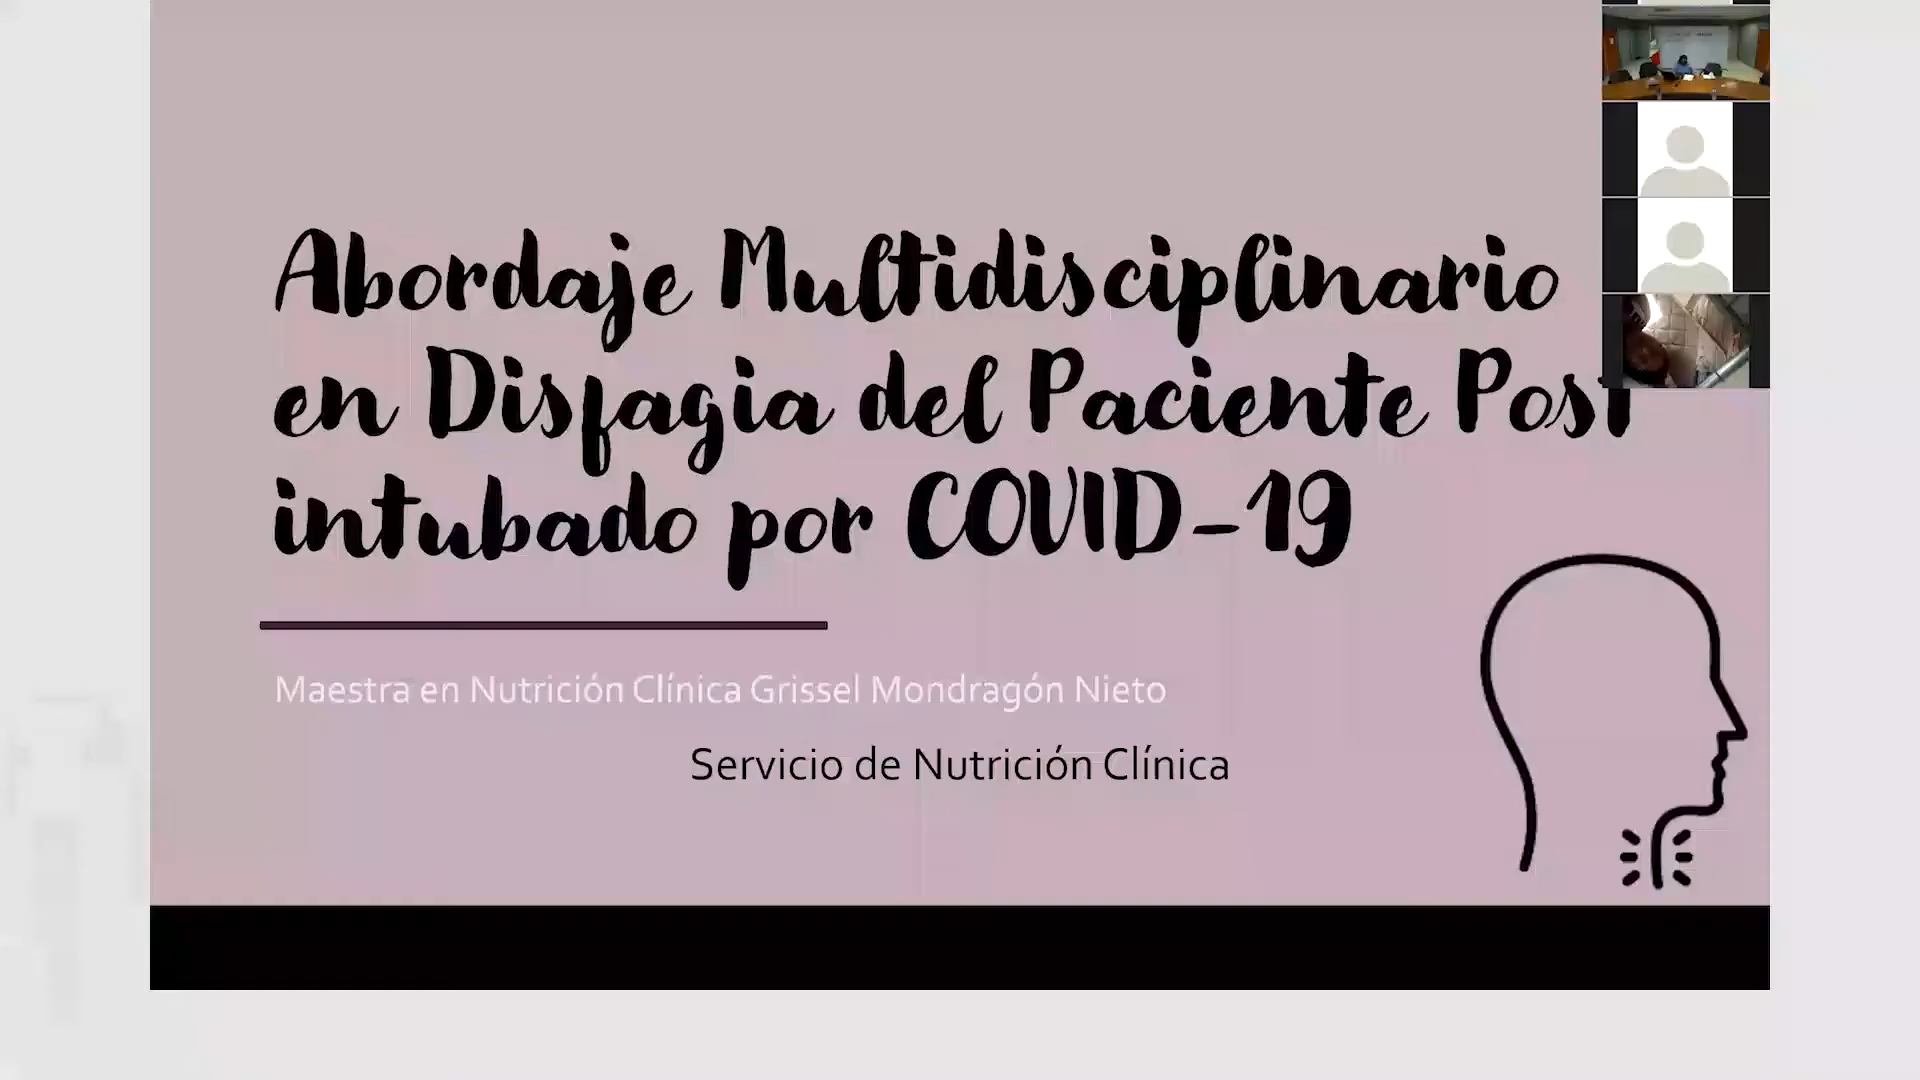 Abordaje Multidisciplinario
en Disfagia del Paciente Post
intubado por COVID-19
Maestra en Nutrición Clínica Grissel Mondragón Nieto
Servicio de Nutrición Clínica